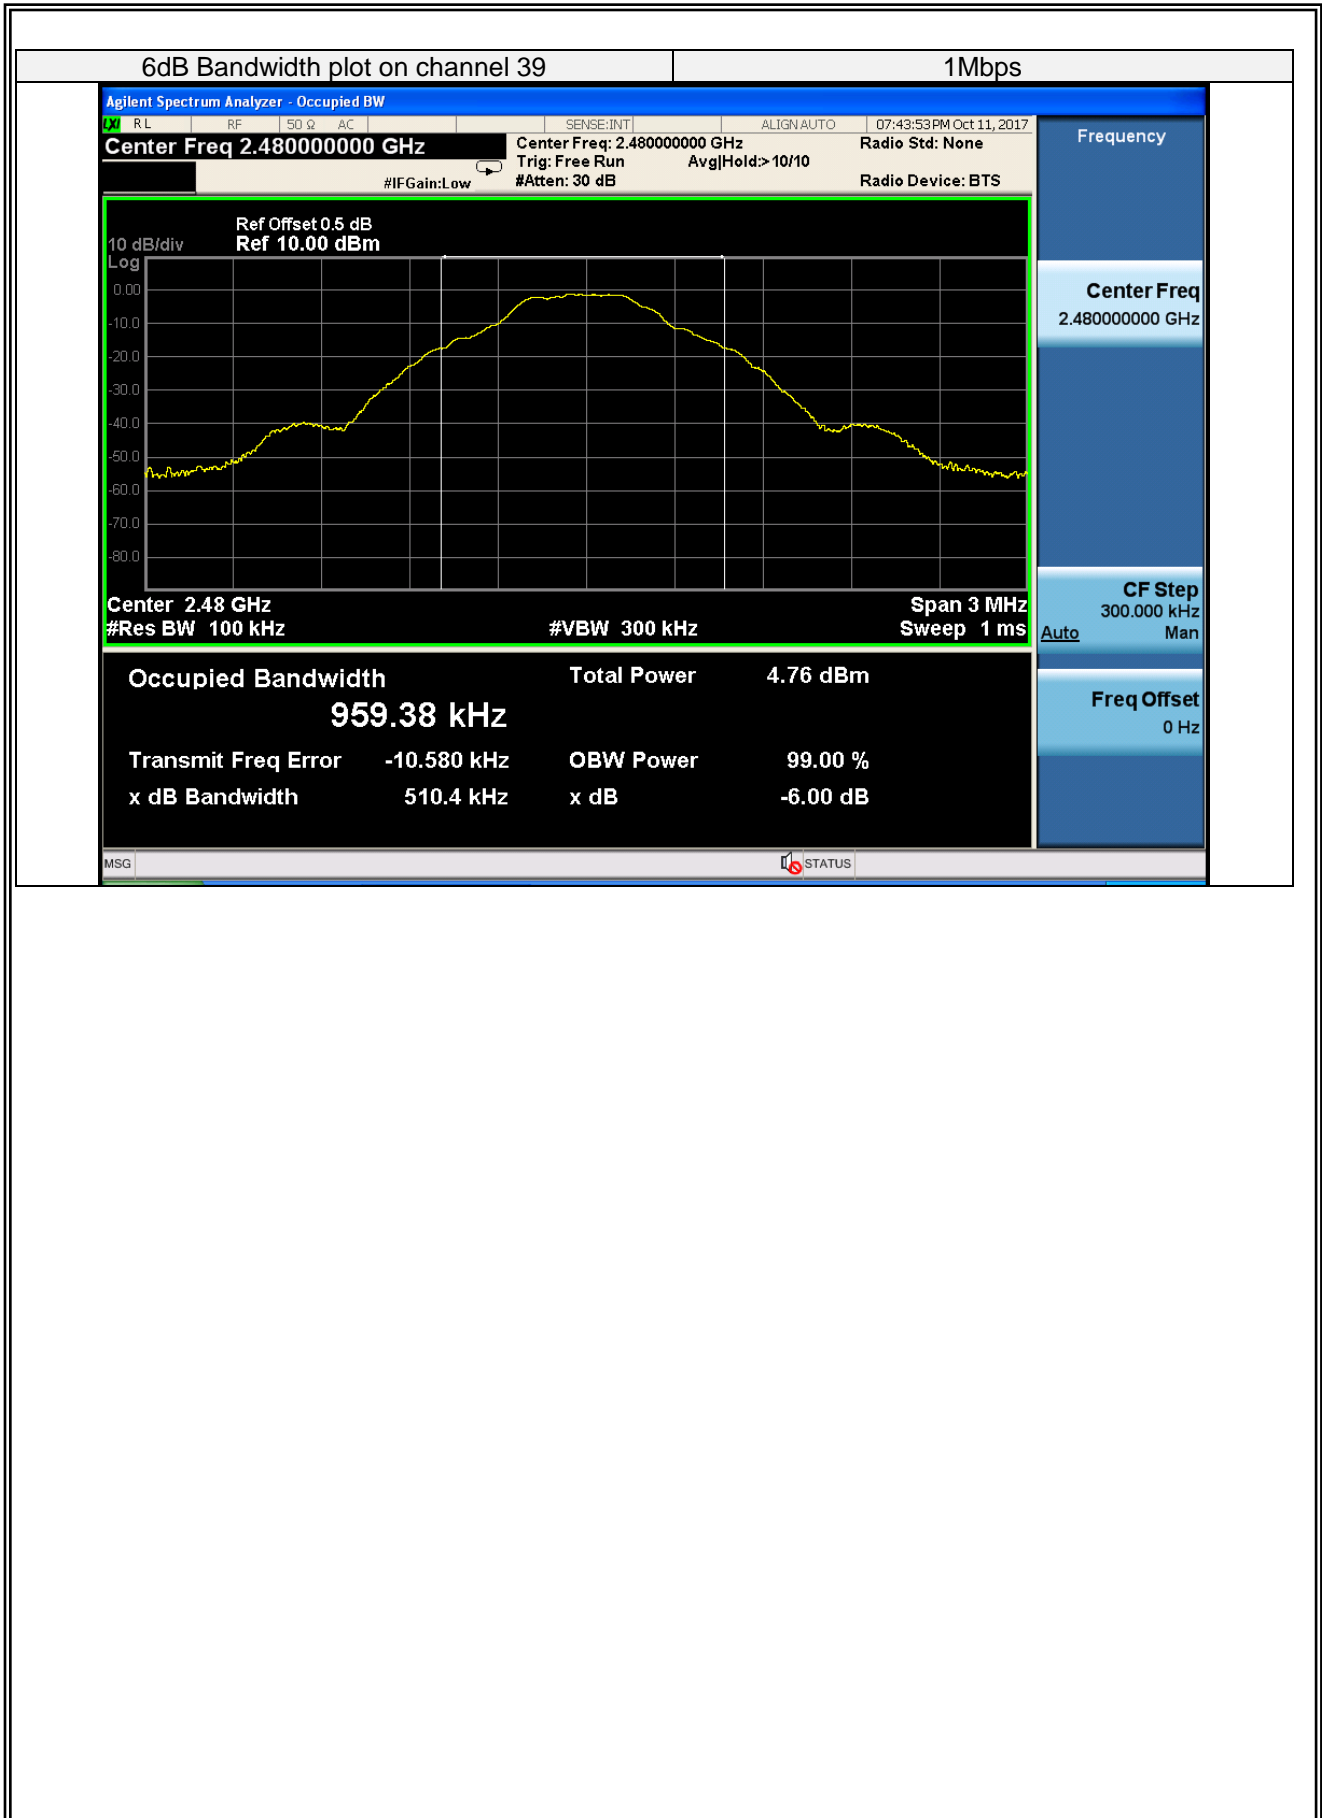 6dB Bandwidth plot on channel 39 1Mbps
Agilent Spectrum Analyzer - Occupied BW
LXI RL RF 50 Ω AC SENSE:INT ALIGN AUTO 07:43:53 PM Oct 11, 2017
Center Freq 2.480000000 GHz
Center Freq: 2.480000000 GHz Radio Std: None
Trig: Free Run Avg|Hold:>10/10
#IFGain:Low #Atten: 30 dB Radio Device: BTS
Frequency
Ref Offset 0.5 dB
10 dB/div Ref 10.00 dBm
Log
0.00
-10.0
-20.0
-30.0
-40.0
-50.0
-60.0
-70.0
-80.0
Center 2.48 GHz Span 3 MHz
#Res BW 100 kHz #VBW 300 kHz Sweep 1 ms
Center Freq
2.480000000 GHz
CF Step
300.000 kHz
Auto Man
Freq Offset
0 Hz
Occupied Bandwidth Total Power 4.76 dBm
959.38 kHz
Transmit Freq Error -10.580 kHz OBW Power 99.00 %
x dB Bandwidth 510.4 kHz x dB -6.00 dB
MSG STATUS